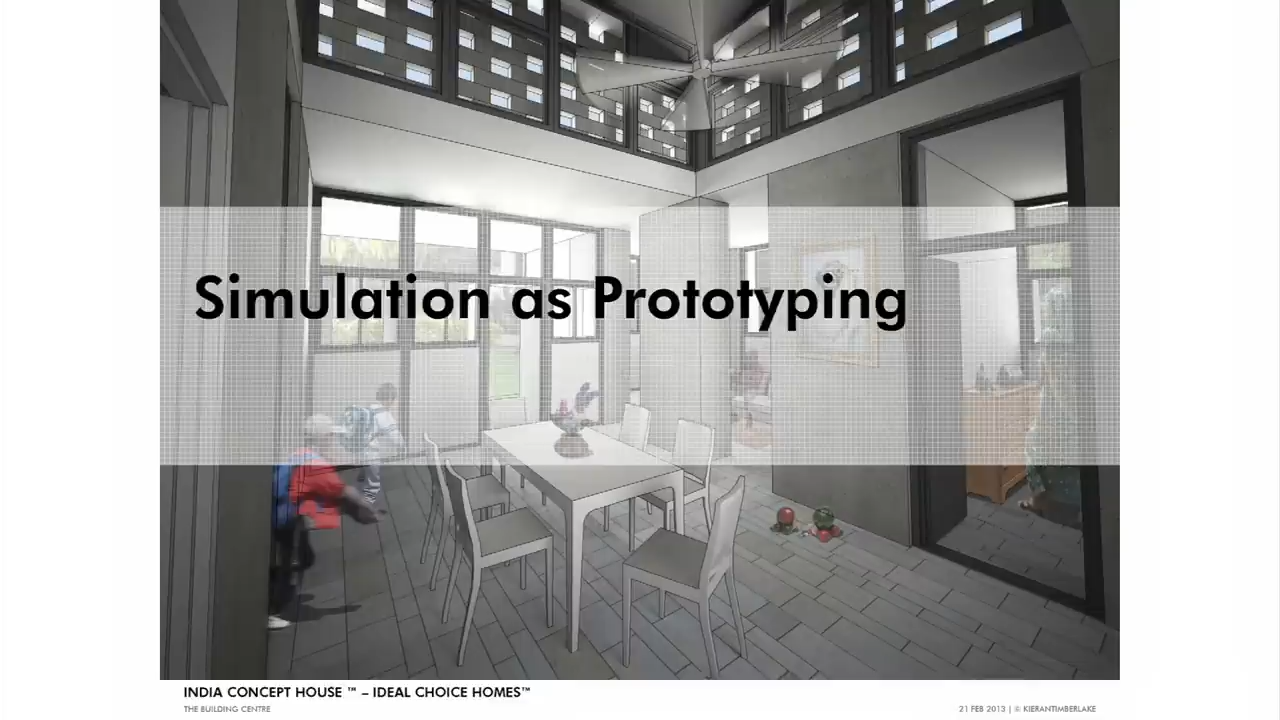 Simulation as Prototyping
INDIA CONCEPT HOUSE ™ – IDEAL CHOICE HOMES™
THE BUILDING CENTRE
21 FEB 2013 | © KIERANTIMBERLAKE